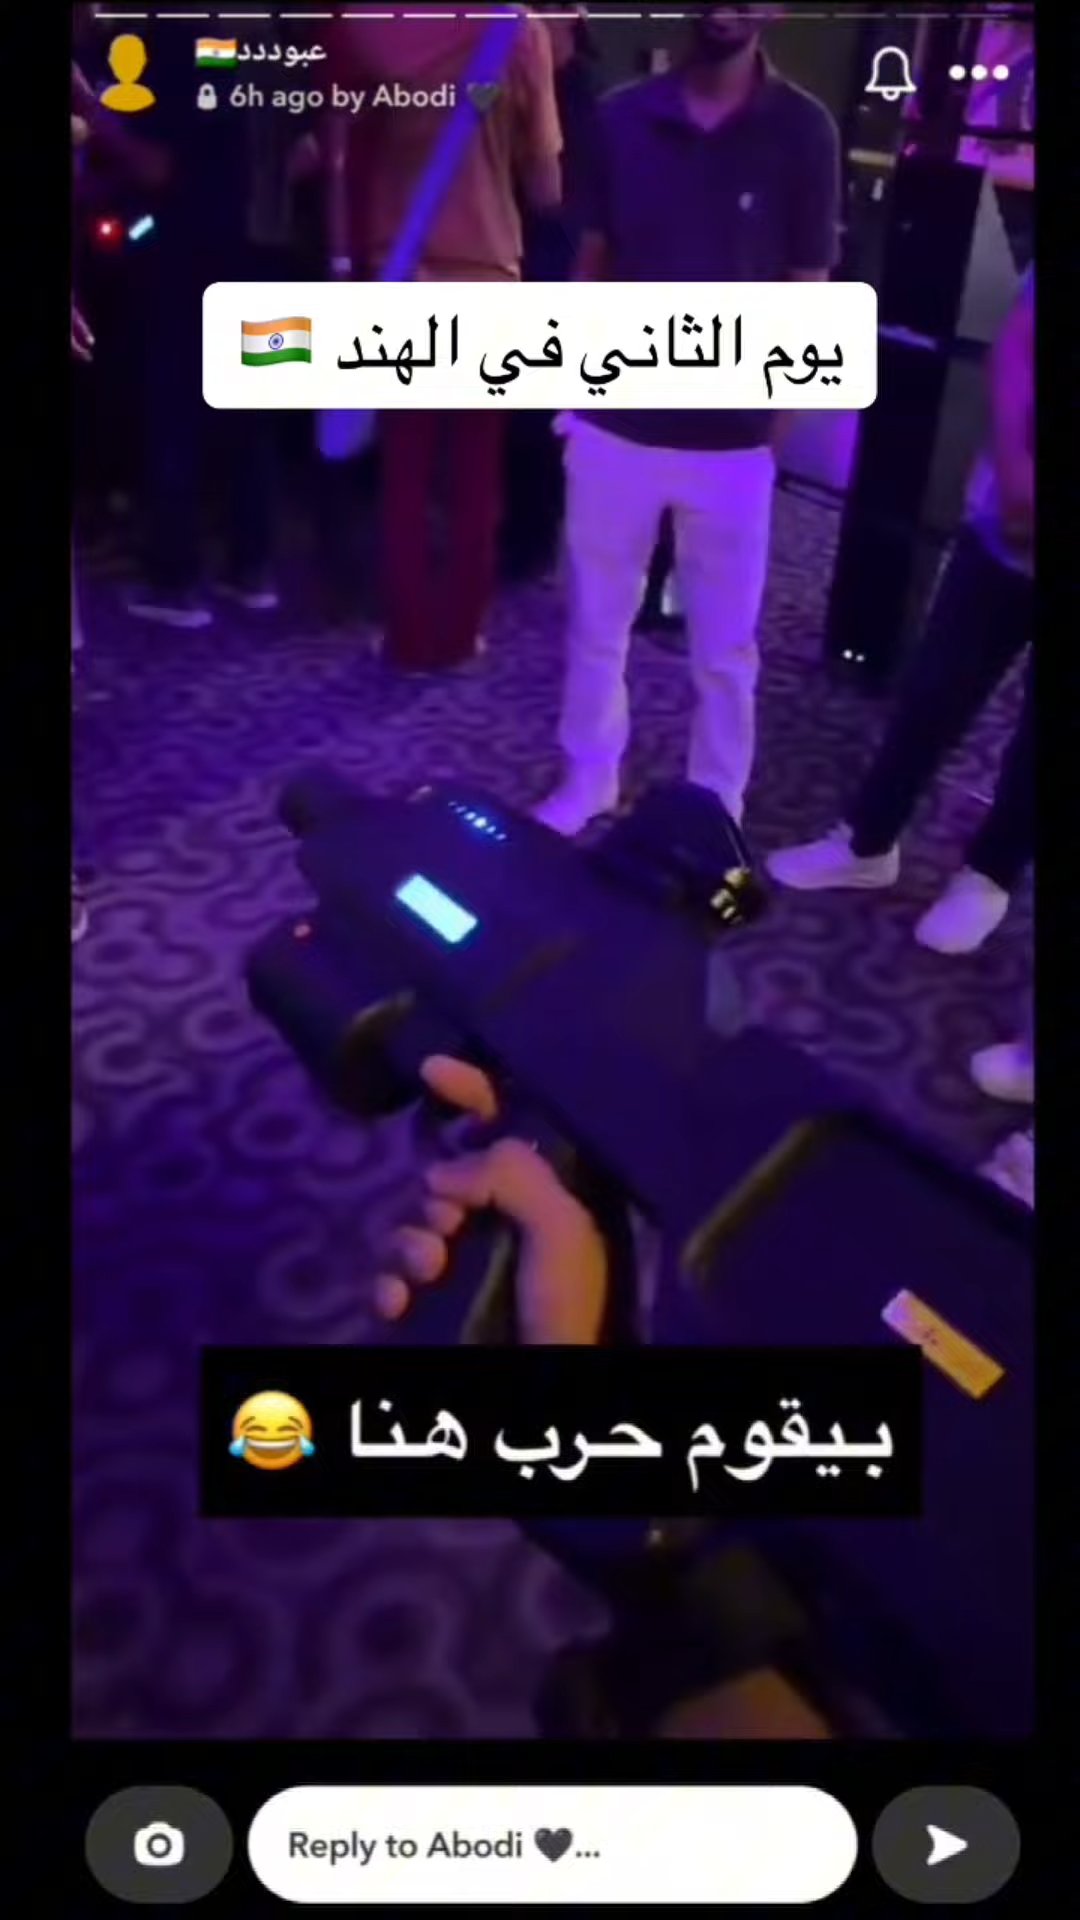 عبوددد🇮🇳
6h ago by Abodi 🖤
يوم الثاني في الهند 🇮🇳
بيقوم حرب هنا 😂
Reply to Abodi 🖤...